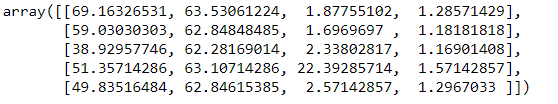 array([[69.16326531, 63.53061224,  1.87755102,  1.28571429],
       [59.03030303, 62.84848485,  1.6969697 ,  1.18181818],
       [38.92957746, 62.28169014,  2.33802817,  1.16901408],
       [51.35714286, 63.10714286, 22.39285714,  1.57142857],
       [49.83516484, 62.84615385,  2.57142857,  1.2967033 ]])